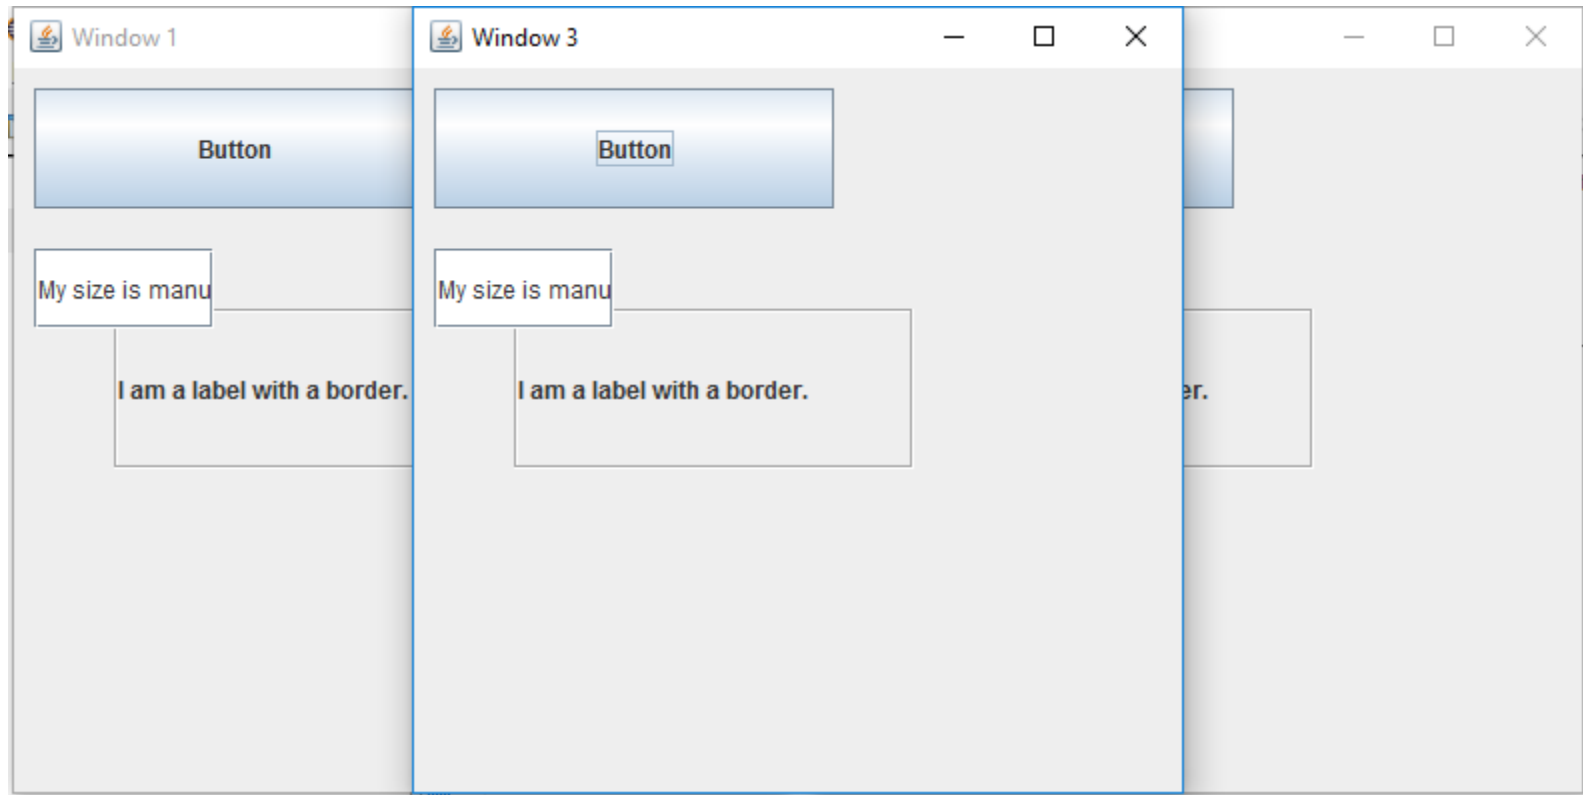 Window 1
Button
My size is manu
I am a label with a border.
Window 3
Button
My size is manu
I am a label with a border.
er.